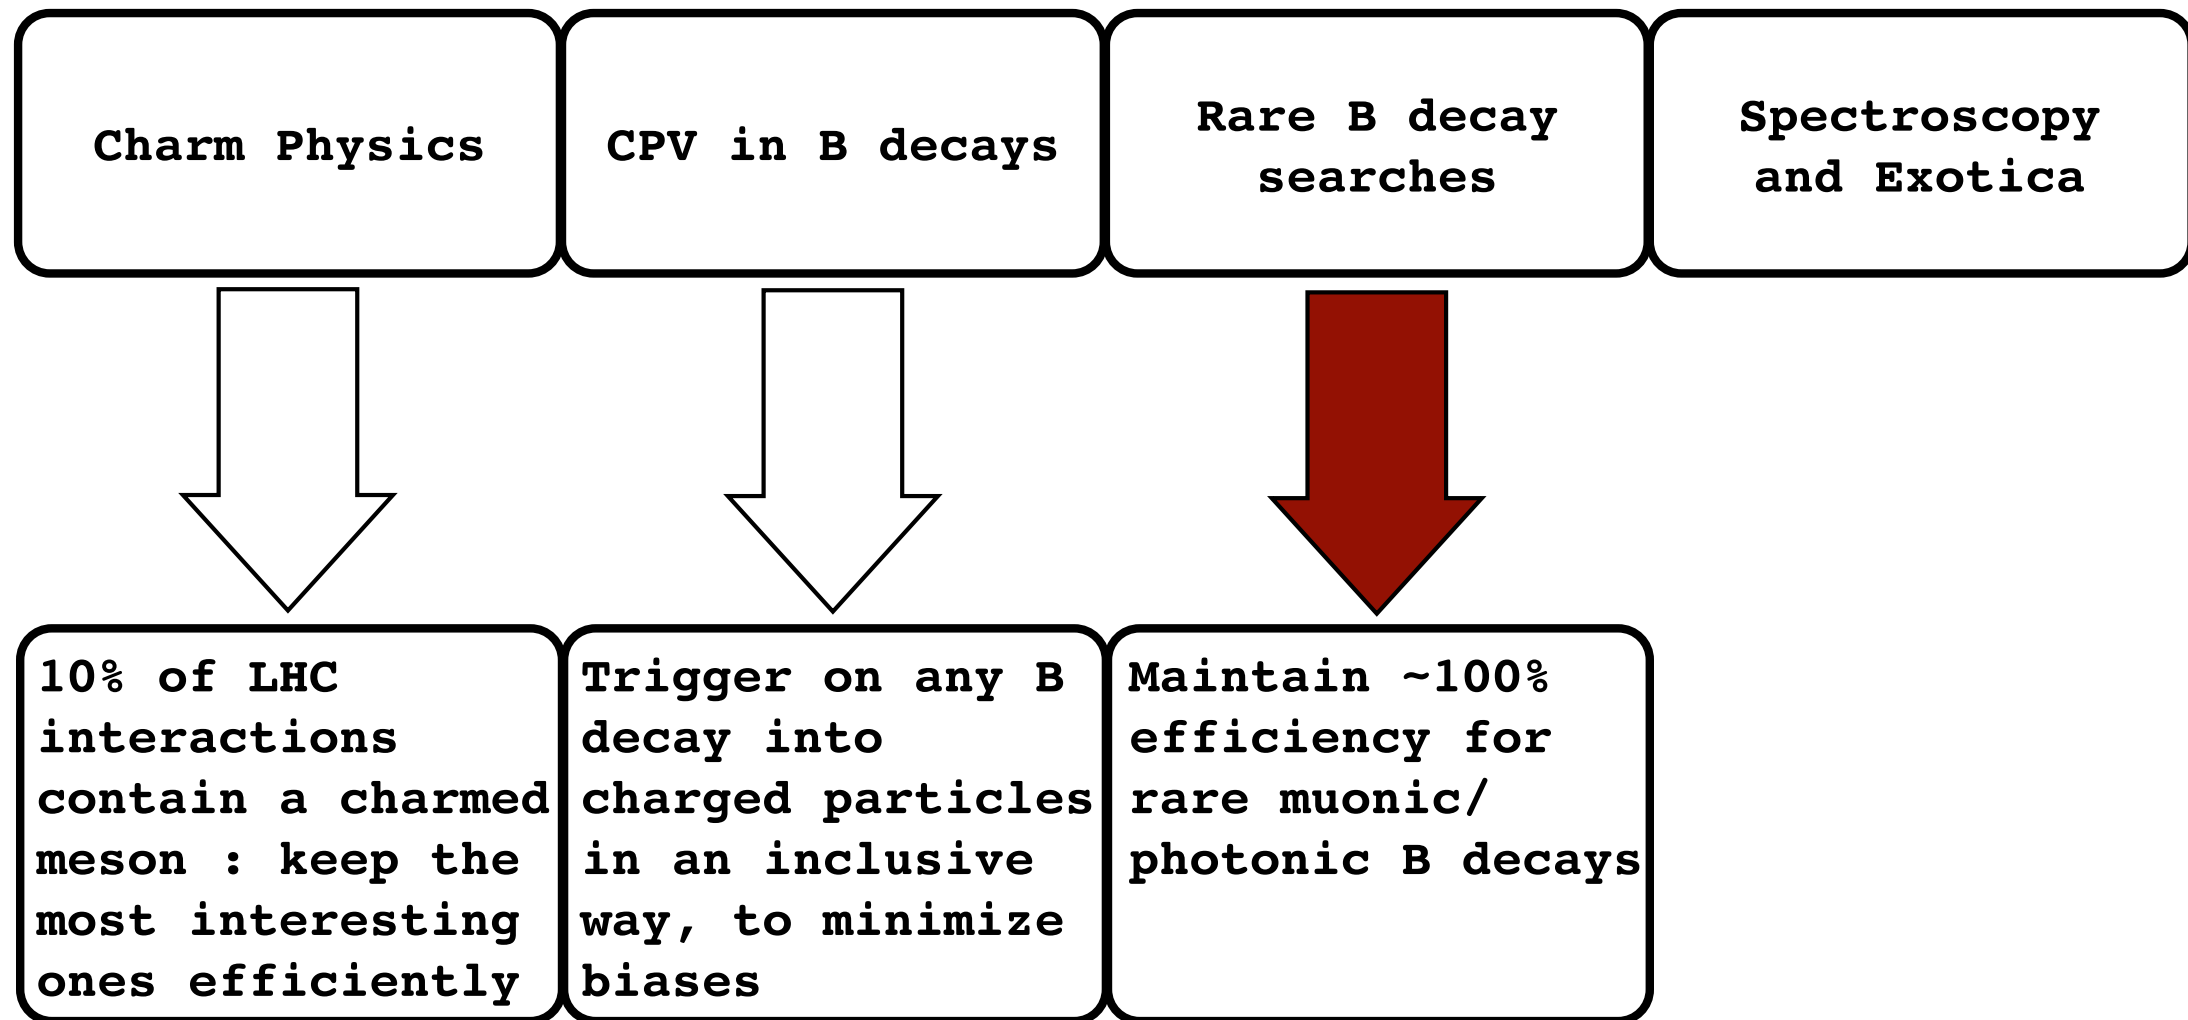 Charm Physics
CPV in B decays
Rare B decay
searches
Spectroscopy
and Exotica
10% of LHC
interactions
contain a charmed
meson : keep the
most interesting
ones efficiently
Trigger on any B
decay into
charged particles
in an inclusive
way, to minimize
biases
Maintain ~100%
efficiency for
rare muonic/
photonic B decays